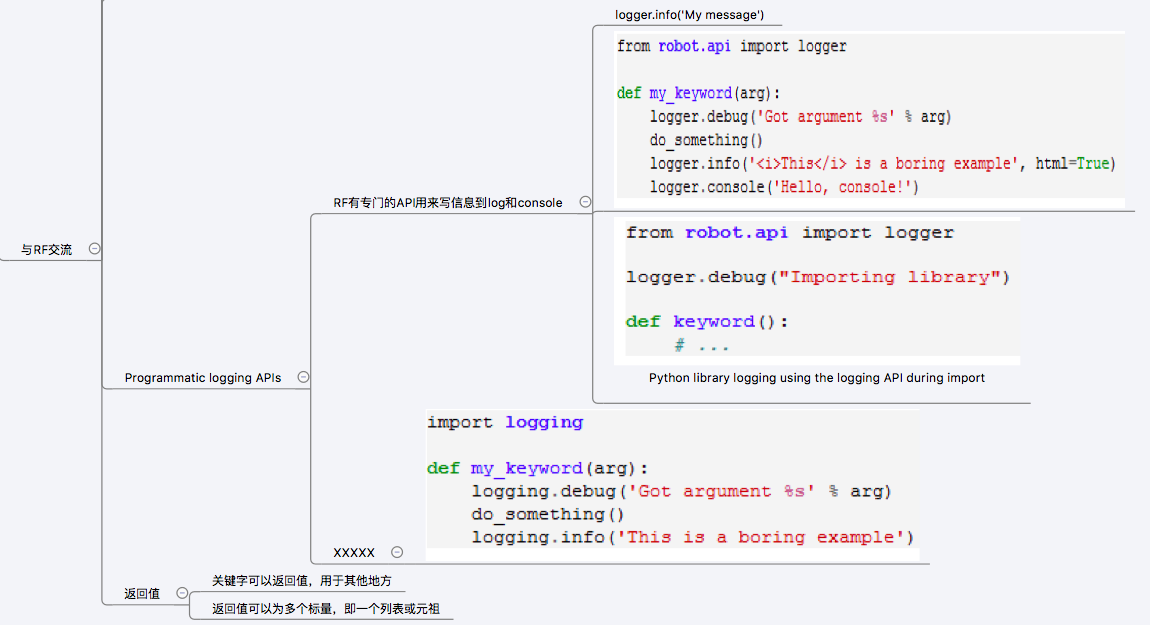 与RF交流
Programmatic logging APIs
RF有专门的API用来写信息到log和console
logger.info('My message')
from robot.api import logger
def my_keyword(arg):
    logger.debug('Got argument %s' % arg)
    do_something()
    logger.info('<i>This</i> is a boring example', html=True)
    logger.console('Hello, console!')
from robot.api import logger
logger.debug("Importing library")
def keyword():
    # ...
Python library logging using the logging API during import
XXXXX
import logging
def my_keyword(arg):
    logging.debug('Got argument %s' % arg)
    do_something()
    logging.info('This is a boring example')
返回值
关键字可以返回值，用于其他地方
返回值可以为多个标量，即一个列表或元祖